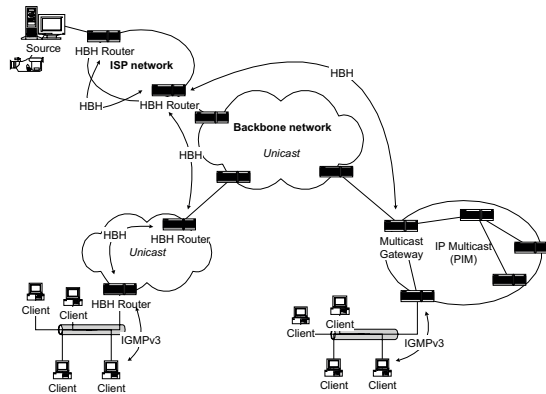 Source
HBH Router
ISP network
HBH
HBH Router
HBH
Backbone network
Unicast
HBH
HBH
HBH Router
Unicast
HBH Router
Multicast
Gateway
IP Multicast
(PIM)
Client
Client
IGMPv3
Client
Client
Client
Client
IGMPv3
Client
Client